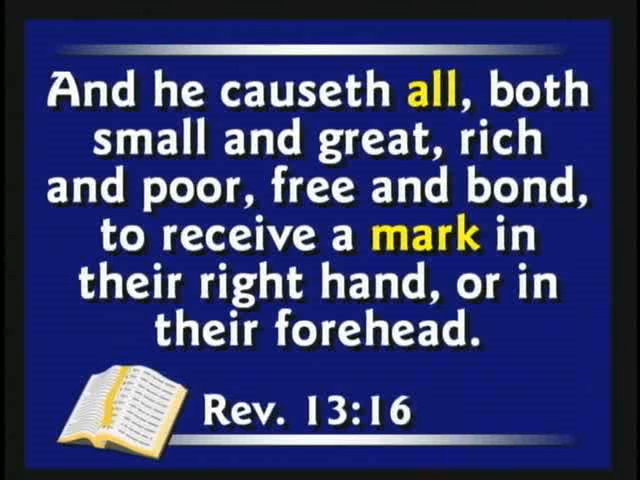 And he causeth all, both
small and great, rich
and poor, free and bond,
to receive a mark in
their right hand, or in
their forehead.
Rev. 13:16